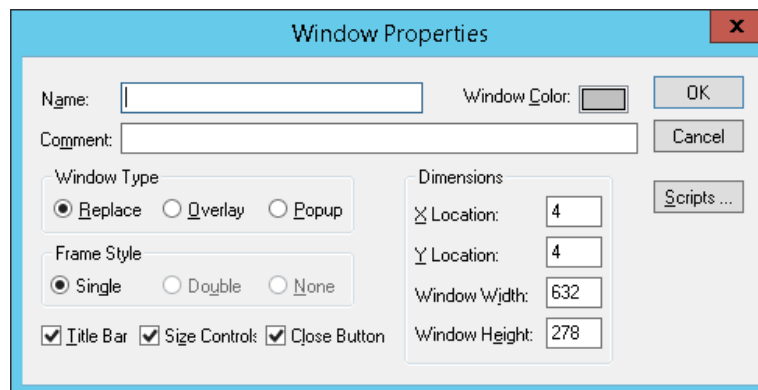 Window Properties
x
Name:
Window Color:
OK
Comment:
Cancel
Window Type
Replace Overlay Popup
Dimensions
X Location: 4
Scripts ...
Frame Style
Y Location: 4
Single Double None
Window Width: 632
Title Bar Size Controls Close Button
Window Height: 278